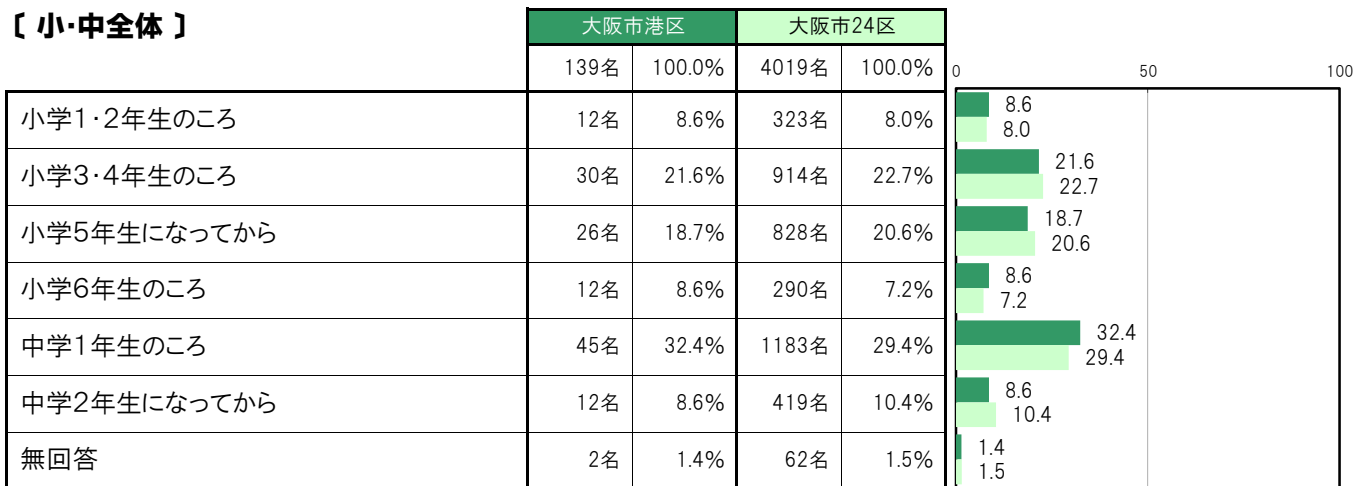 〔 小・中全体 〕
大阪市港区 大阪市24区
139名 100.0% 4019名 100.0% 0 50 100
小学1・2年生のころ 12名 8.6% 323名 8.0% 8.6
8.0
小学3・4年生のころ 30名 21.6% 914名 22.7% 21.6
22.7
小学5年生になってから 26名 18.7% 828名 20.6% 18.7
20.6
小学6年生のころ 12名 8.6% 290名 7.2% 8.6
7.2
中学1年生のころ 45名 32.4% 1183名 29.4% 32.4
29.4
中学2年生になってから 12名 8.6% 419名 10.4% 8.6
10.4
無回答 2名 1.4% 62名 1.5% 1.4
1.5